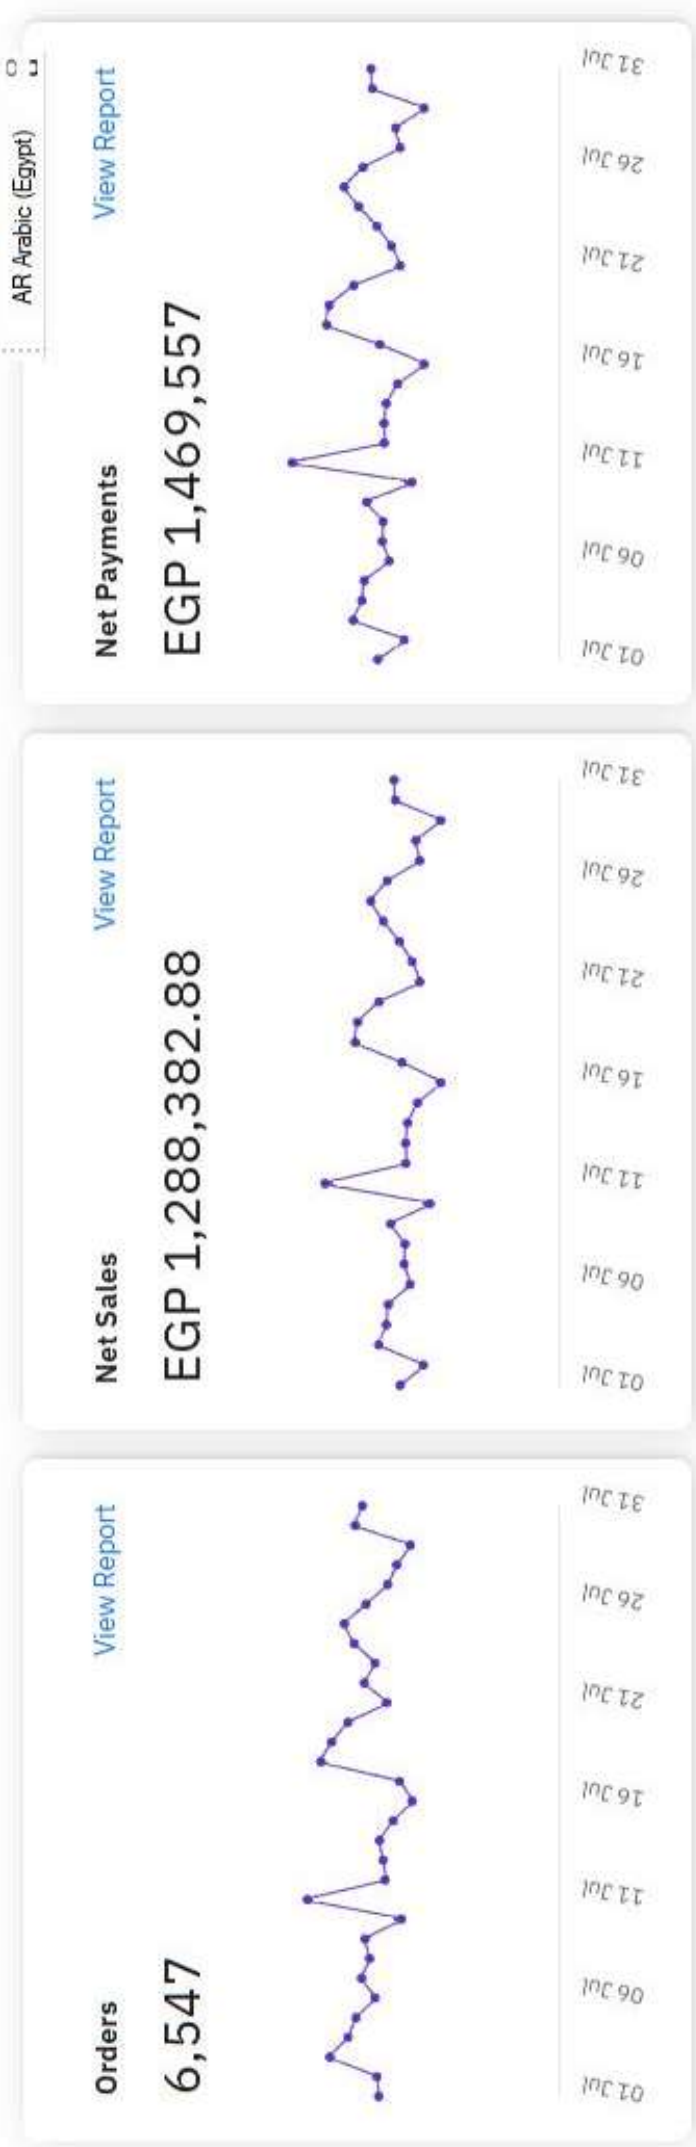 AR Arabic (Egypt)
Orders
View Report
6,547
01 Jul
06 Jul
11 Jul
16 Jul
21 Jul
26 Jul
31 Jul
Net Sales
View Report
EGP 1,288,382.88
01 Jul
06 Jul
11 Jul
16 Jul
21 Jul
26 Jul
31 Jul
Net Payments
View Report
EGP 1,469,557
01 Jul
06 Jul
11 Jul
16 Jul
21 Jul
26 Jul
31 Jul